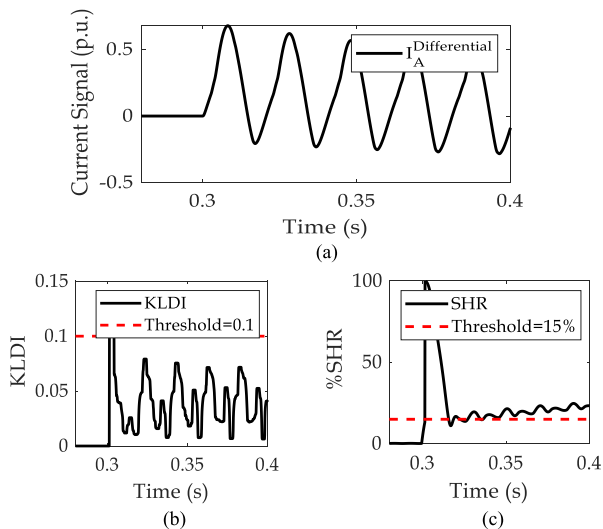 Current Signal (p.u.)
0.5
0
-0.5
I_A^Differential
0.3
0.35
0.4
Time (s)
(a)
KLDI
0.15
0.1
0.05
0
KLDI
Threshold=0.1
0.3
0.35
0.4
Time (s)
(b)
%SHR
100
50
0
SHR
Threshold=15%
0.3
0.35
0.4
Time (s)
(c)